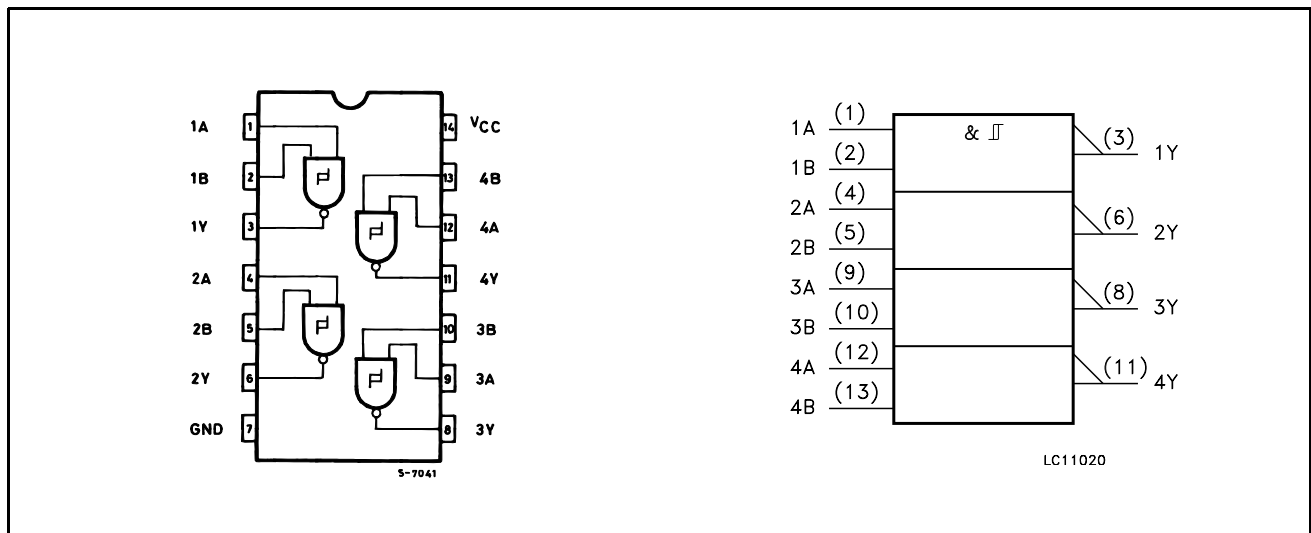 1A 1 14 VCC
1B 2 13 4B
1Y 3 12 4A
2A 4 11 4Y
2B 5 10 3B
2Y 6 9 3A
GND 7 8 3Y
S-7041
& 
1A (1)
1B (2)
2A (4)
2B (5)
3A (9)
3B (10)
4A (12)
4B (13)
(3) 1Y
(6) 2Y
(8) 3Y
(11) 4Y
LC11020